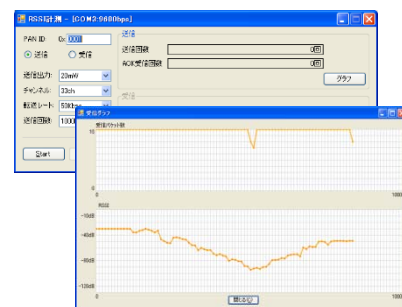 RSSI計測 - [COM3:9600bps]
PAN ID 0x 0001
送信 受信
送信出力: 20mW
チャンネル: 33ch
転送レート: 50Kbps
送信回数: 1000
Start
送信
送信回数 0回
ACK受信回数 0回
グラフ
受信
受信グラフ
受信パケット数
10
0
0 1000
RSSI
-10dB
-40dB
-80dB
-120dB
0 1000
閉じる(C)